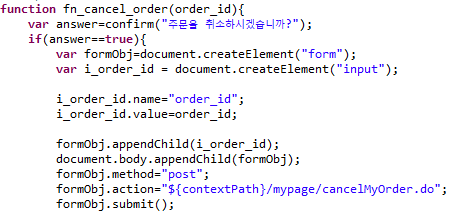 function fn_cancel_order(order_id){
    var answer=confirm("주문을 취소하시겠습니까?");
    if(answer==true){
        var formObj=document.createElement("form");
        var i_order_id = document.createElement("input");

        i_order_id.name="order_id";
        i_order_id.value=order_id;

        formObj.appendChild(i_order_id);
        document.body.appendChild(formObj);
        formObj.method="post";
        formObj.action="${contextPath}/mypage/cancelMyOrder.do";
        formObj.submit();